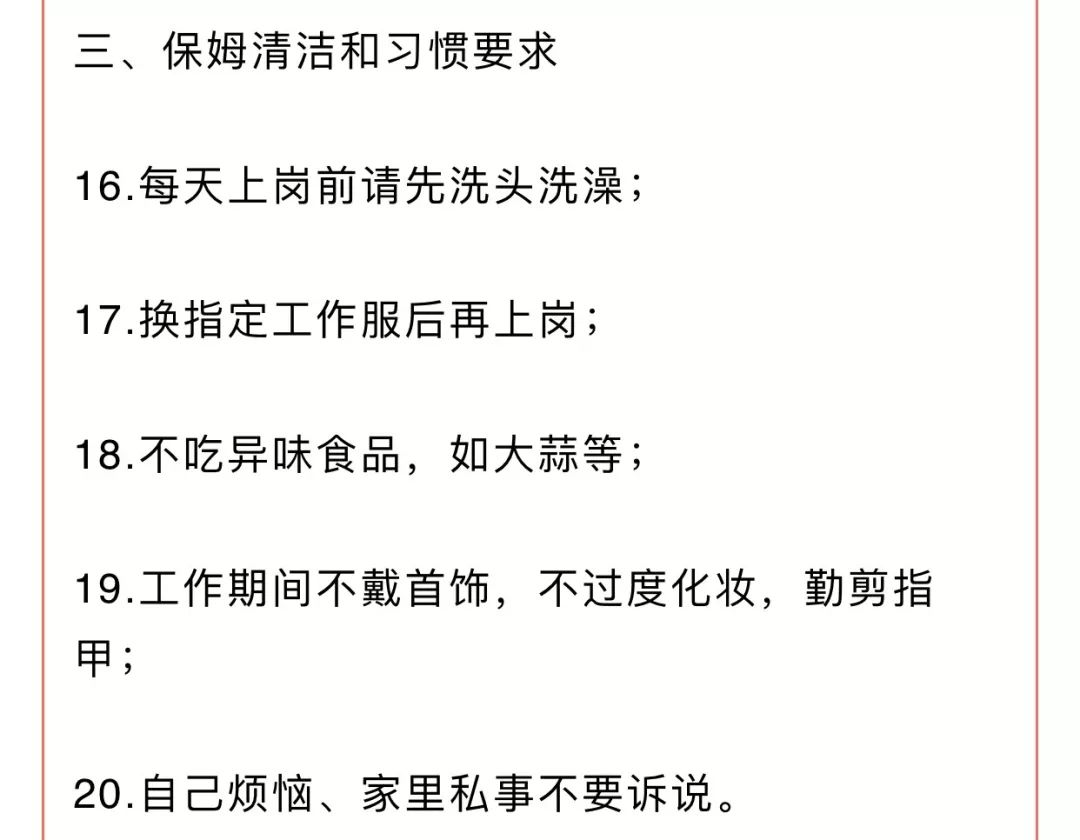 三、保姆清洁和习惯要求
16.每天上岗前请先洗头洗澡；
17.换指定工作服后再上岗；
18.不吃异味食品，如大蒜等；
19.工作期间不戴首饰，不过度化妆，勤剪指
甲；
20.自己烦恼、家里私事不要诉说。